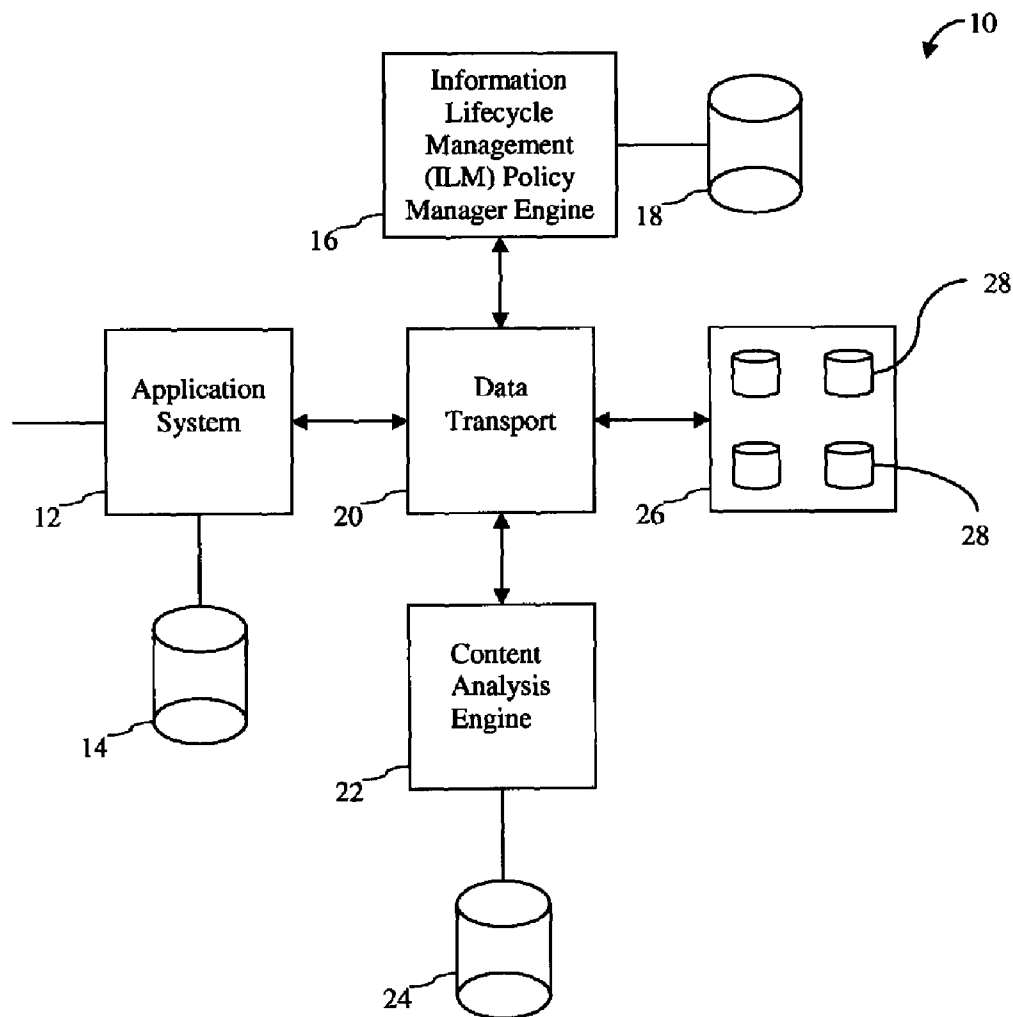 10
Information
Lifecycle
Management
(ILM) Policy
Manager Engine
16
18
28
Application
System
Data
Transport
12
20
26
28
Content
Analysis
Engine
14
22
24